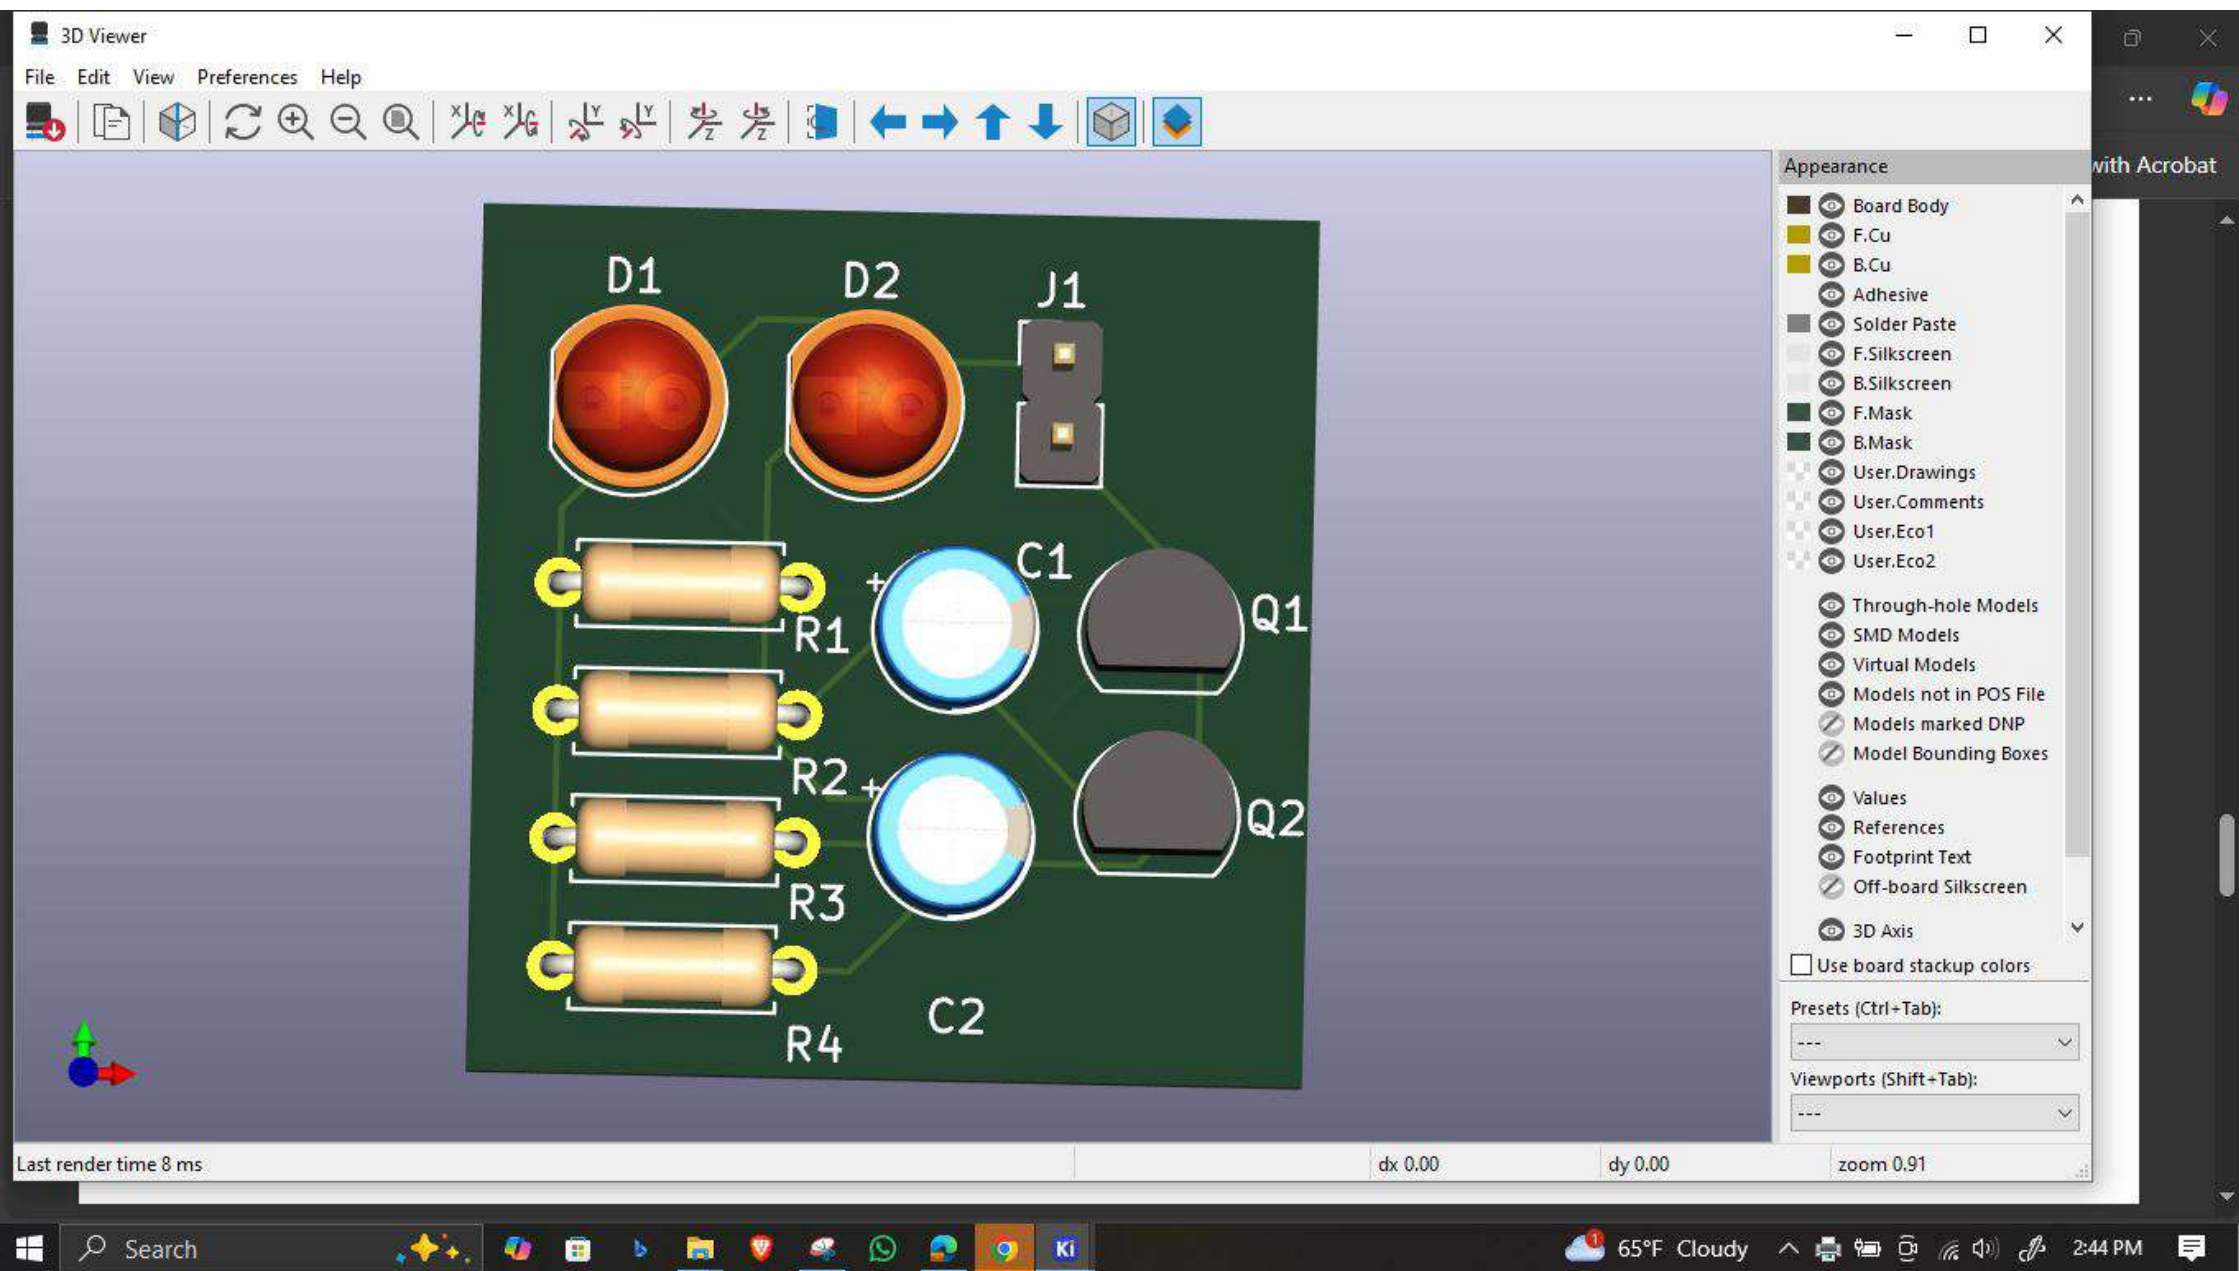 3D Viewer
File Edit View Preferences Help
with Acrobat
D1
D2
J1
C1
Q1
R1
R2
+
+
Q2
R3
C2
R4
Appearance
Board Body
F.Cu
B.Cu
Adhesive
Solder Paste
F.Silkscreen
B.Silkscreen
F.Mask
B.Mask
User.Drawings
User.Comments
User.Eco1
User.Eco2
Through-hole Models
SMD Models
Virtual Models
Models not in POS File
Models marked DNP
Model Bounding Boxes
Values
References
Footprint Text
Off-board Silkscreen
3D Axis
Use board stackup colors
Presets (Ctrl+Tab):
---
Viewports (Shift+Tab):
---
Last render time 8 ms
dx 0.00
dy 0.00
zoom 0.91
Search
Ki
1
65°F Cloudy
2:44 PM